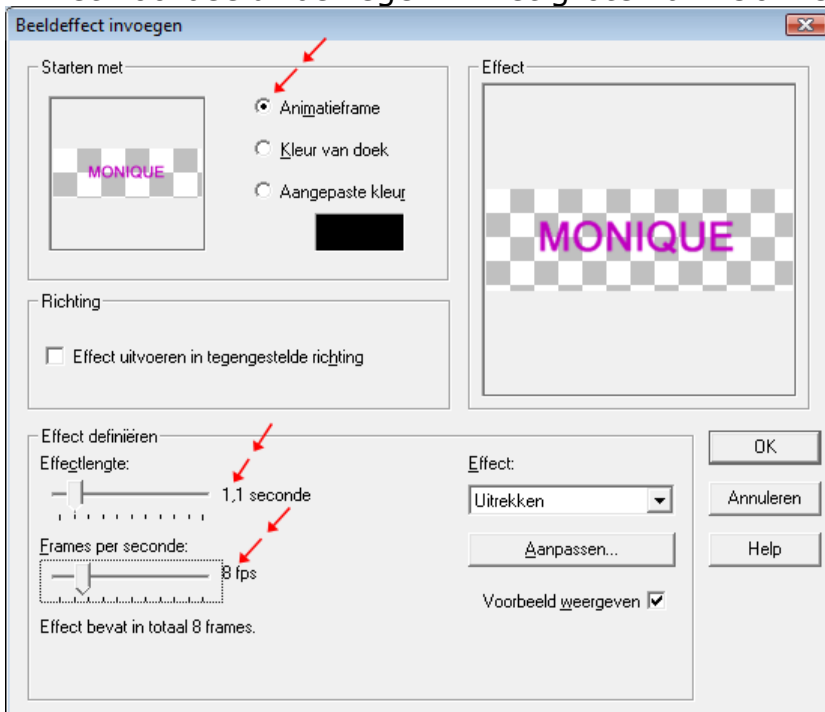 Beeldeffect invoegen
Starten met
MONIQUE
Animatieframe
Kleur van doek
Aangepaste kleur
Effect
MONIQUE
Richting
Effect uitvoeren in tegengestelde richting
Effect definiëren
Effectlengte:
1,1 seconde
Frames per seconde:
8 fps
Effect bevat in totaal 8 frames.
Effect:
Uitrekken
Aanpassen...
Voorbeeld weergeven
OK
Annuleren
Help